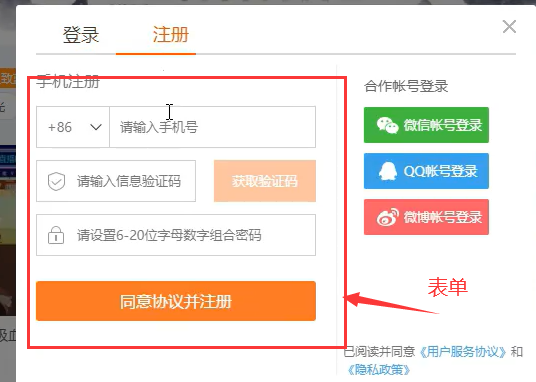 登录
注册
手机注册
+86
请输入手机号
请输入信息验证码
获取验证码
请设置6-20位字母数字组合密码
同意协议并注册
合作帐号登录
微信帐号登录
QQ帐号登录
微博帐号登录
表单
已阅读并同意《用户服务协议》和
《隐私政策》